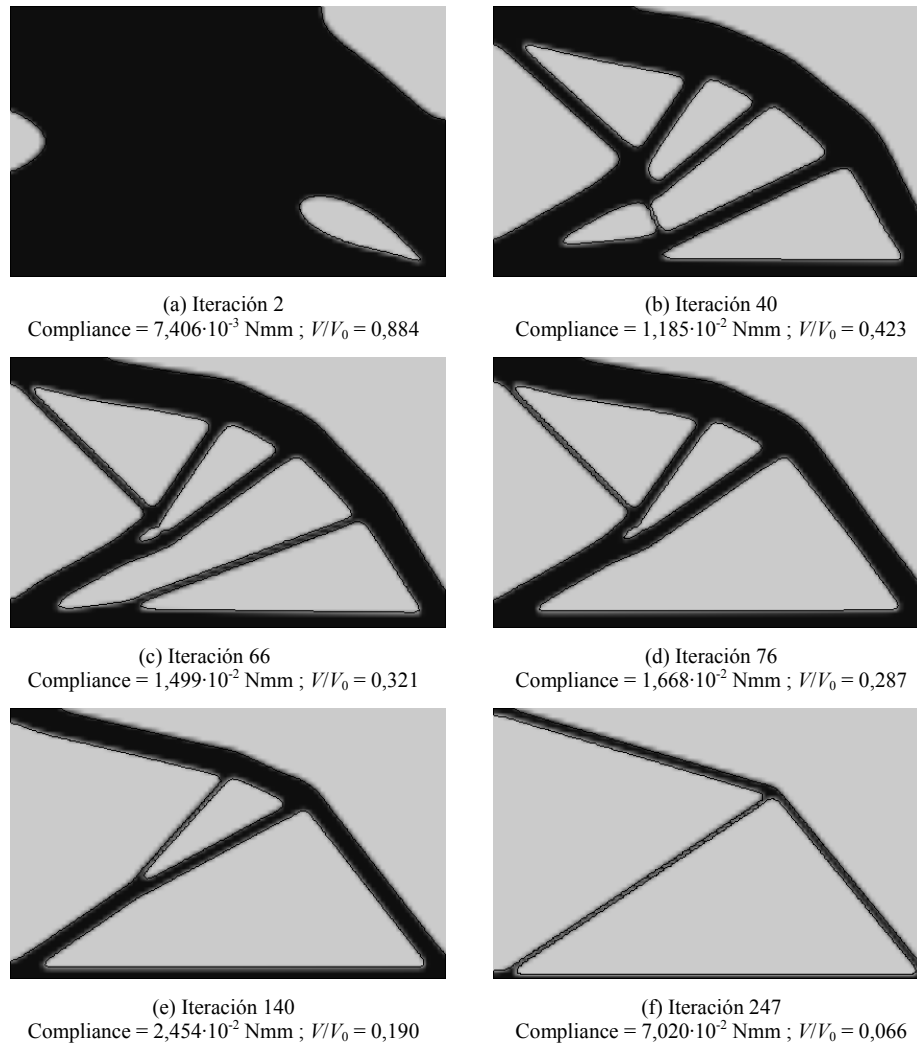 (a) Iteración 2
Compliance = 7,406·10⁻³ Nmm ; V/V₀ = 0,884
(b) Iteración 40
Compliance = 1,185·10⁻² Nmm ; V/V₀ = 0,423
(c) Iteración 66
Compliance = 1,499·10⁻² Nmm ; V/V₀ = 0,321
(d) Iteración 76
Compliance = 1,668·10⁻² Nmm ; V/V₀ = 0,287
(e) Iteración 140
Compliance = 2,454·10⁻² Nmm ; V/V₀ = 0,190
(f) Iteración 247
Compliance = 7,020·10⁻² Nmm ; V/V₀ = 0,066